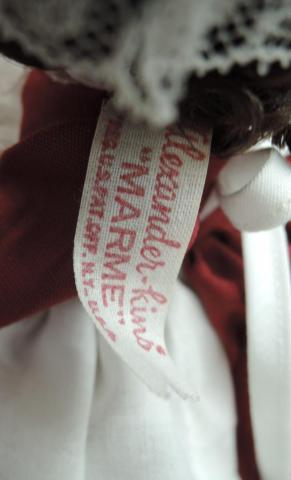 Alexander-kins"
"MARME"
REG. U.S. PAT. OFF. N.Y. U.S.A.